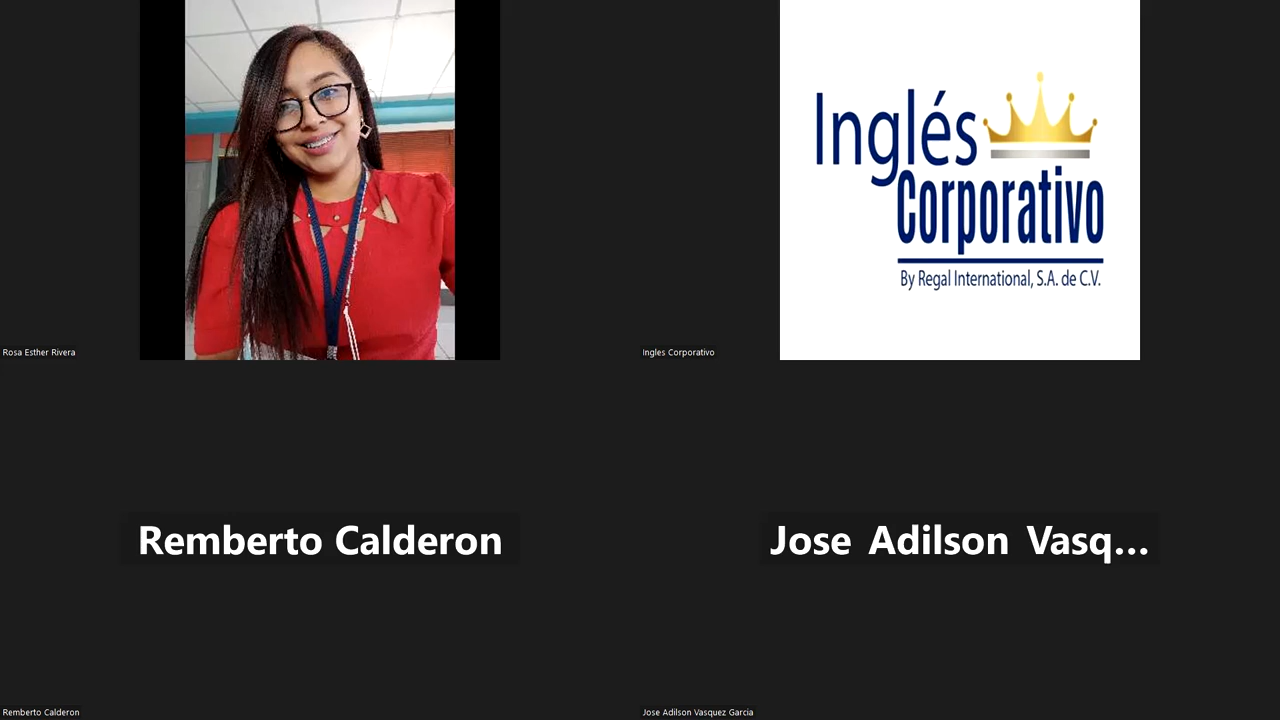 Inglés
Corporativo
By Regal International, S.A. de C.V.
Rosa Esther Rivera
Ingles Corporativo
Remberto Calderon
Jose Adilson Vasq...
Remberto Calderon
Jose Adilson Vasquez Garcia